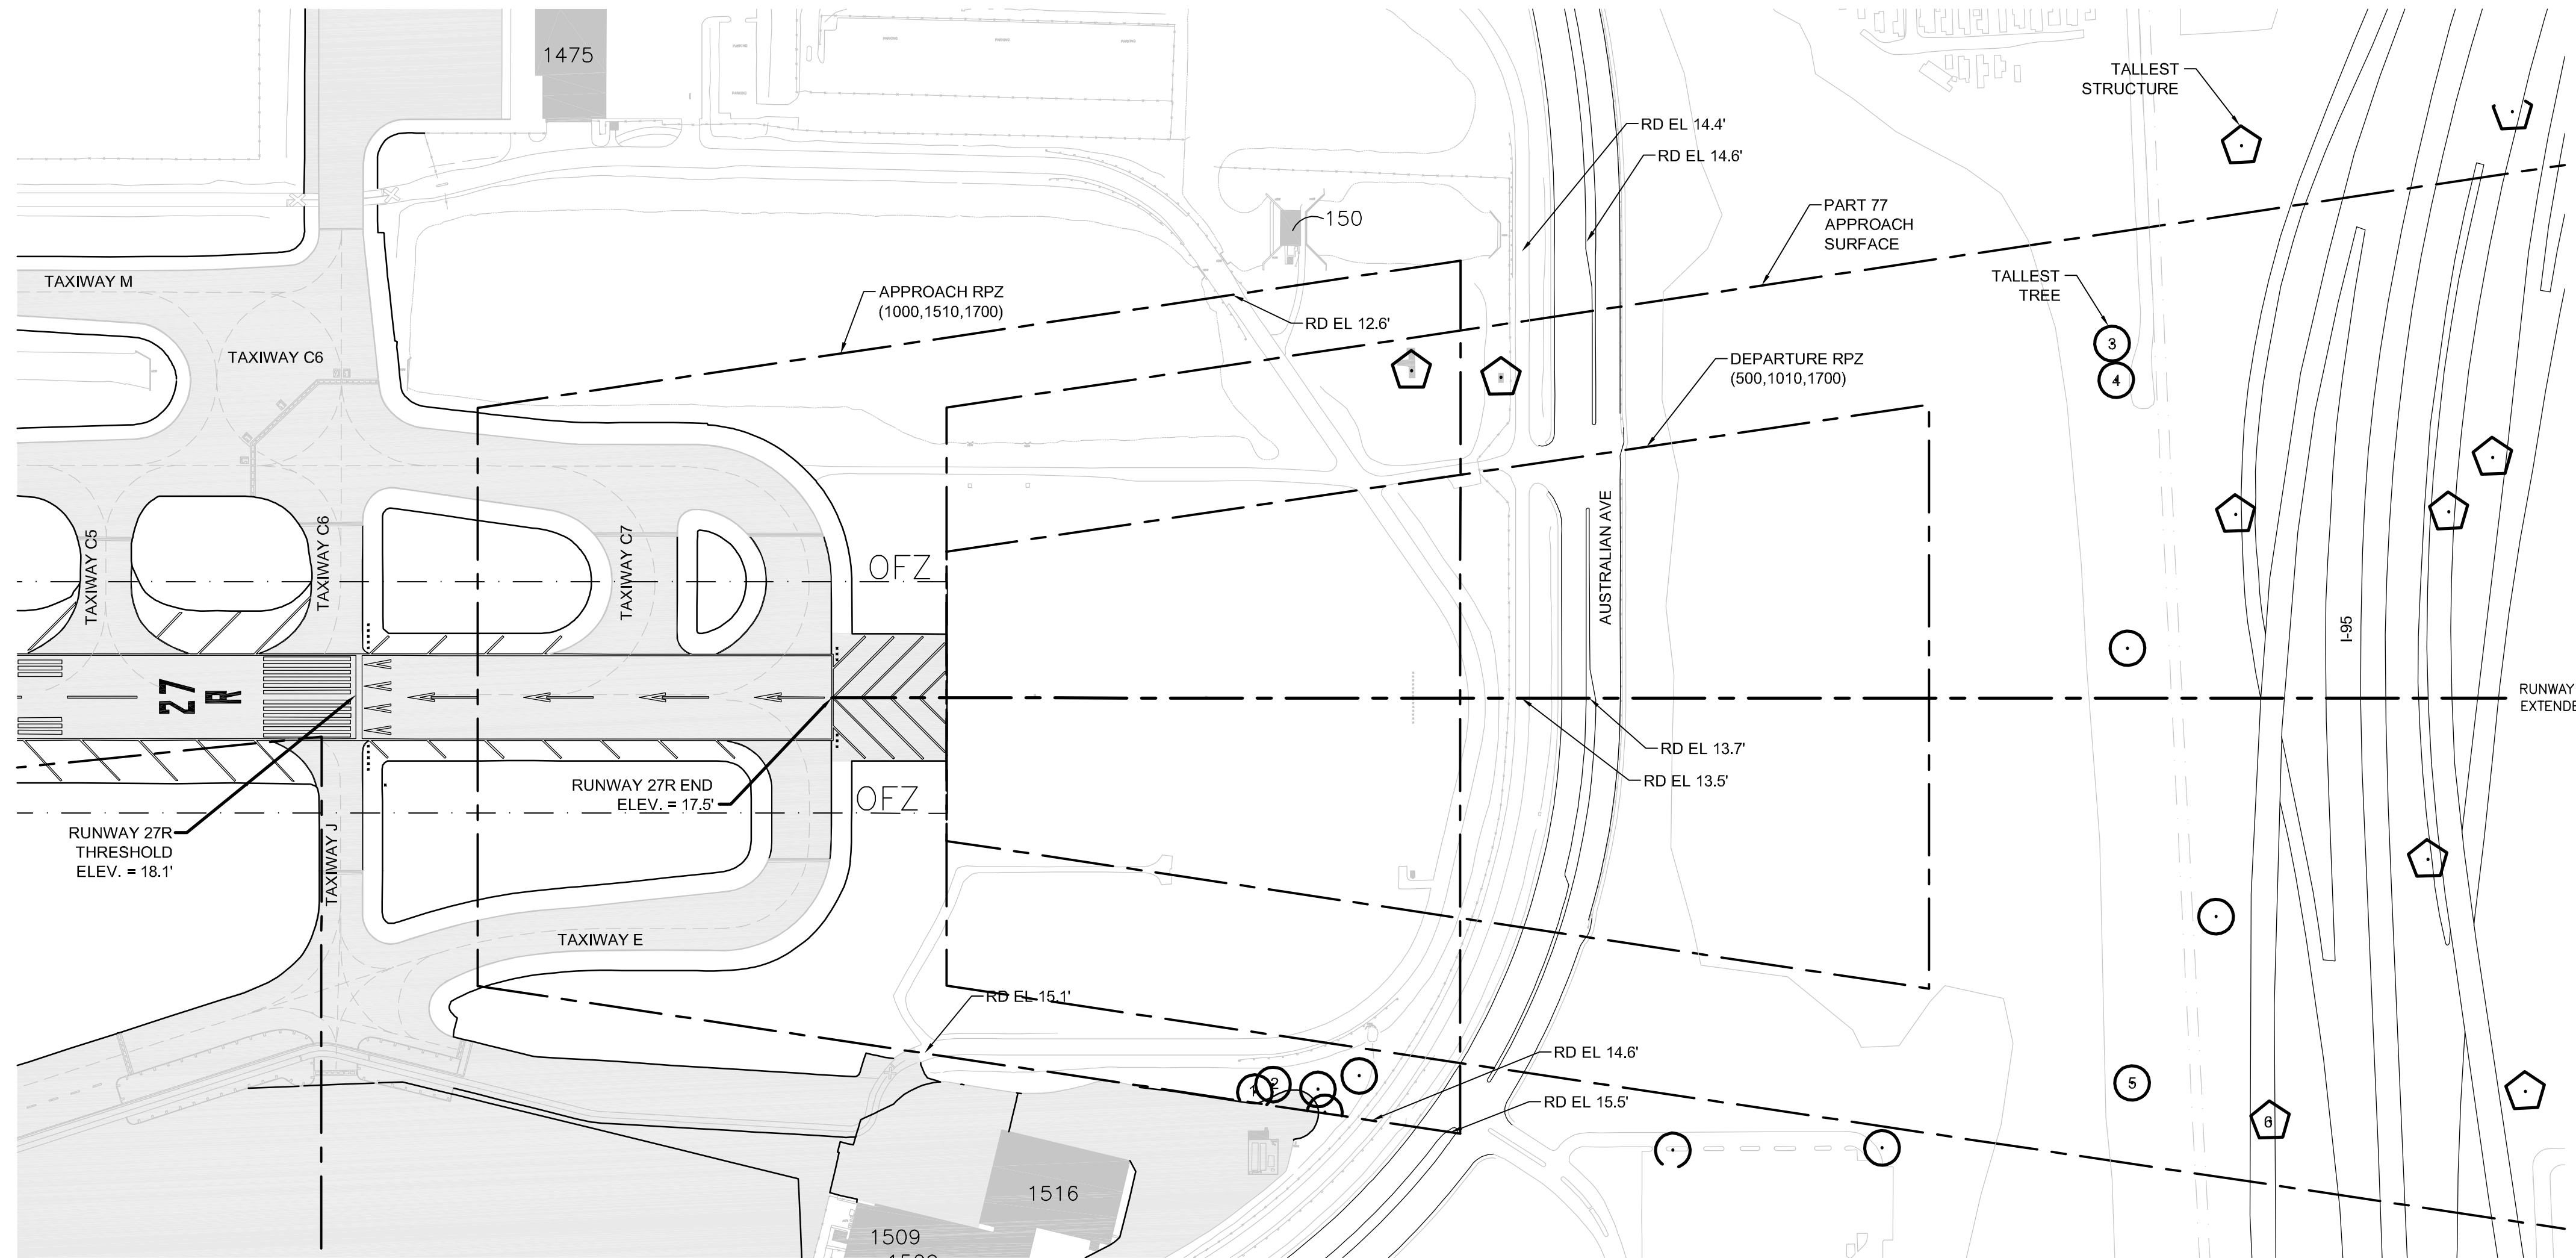 1475
TALLEST
STRUCTURE
RD EL 14.4'
RD EL 14.6'
150
PART 77
APPROACH
SURFACE
TAXIWAY M
APPROACH RPZ
(1000,1510,1700)
TALLEST
TREE
RD EL 12.6'
3
TAXIWAY C6
DEPARTURE RPZ
(500,1010,1700)
4
TAXIWAY C5
TAXIWAY C6
TAXIWAY C7
OFZ
AUSTRALIAN AVE
I-95
27
R
RUNWAY
EXTENDE
RD EL 13.7'
RD EL 13.5'
RUNWAY 27R END
ELEV. = 17.5'
OFZ
RUNWAY 27R
THRESHOLD
ELEV. = 18.1'
TAXIWAY J
TAXIWAY E
RD EL 15.1'
RD EL 14.6'
1
2
5
RD EL 15.5'
6
1516
1509